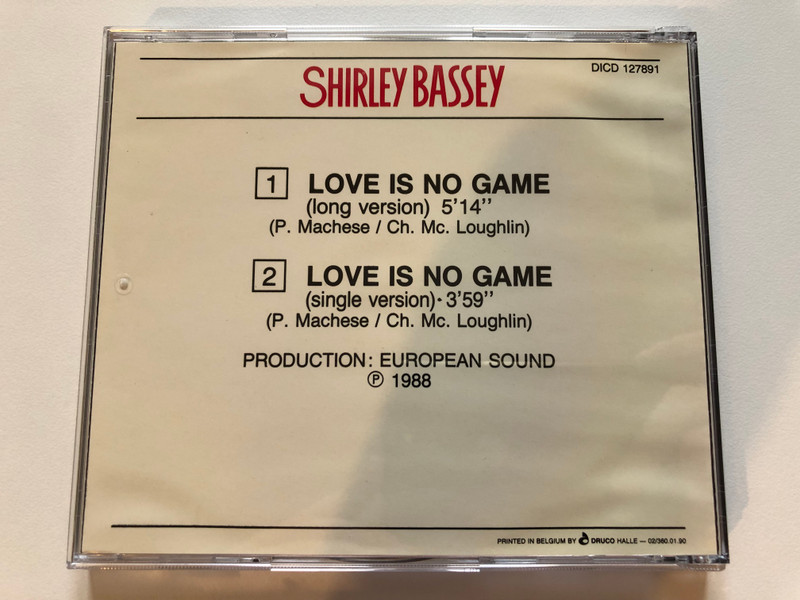 SHIRLEY BASSEY
DICD 127891
1 LOVE IS NO GAME
(long version) 5'14''
(P. Machese / Ch. Mc. Loughlin)
2 LOVE IS NO GAME
(single version)· 3'59''
(P. Machese / Ch. Mc. Loughlin)
PRODUCTION: EUROPEAN SOUND
℗ 1988
PRINTED IN BELGIUM BY DRUCO HALLE — 02/360.01.90